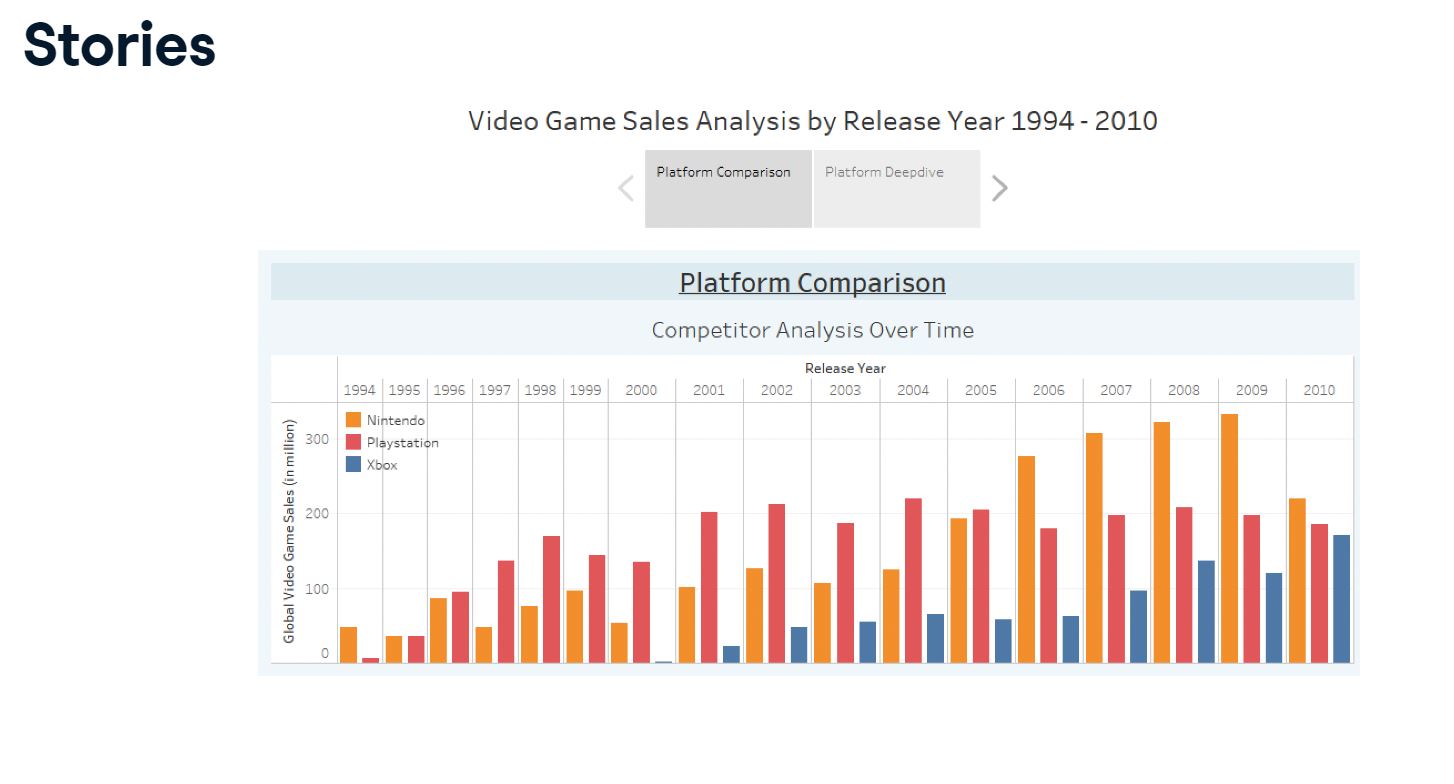 Stories
Video Game Sales Analysis by Release Year 1994 - 2010
Platform Comparison
Platform Deepdive
Platform Comparison
Competitor Analysis Over Time
Release Year
1994 1995 1996 1997 1998 1999 2000 2001 2002 2003 2004 2005 2006 2007 2008 2009 2010
Global Video Game Sales (in million)
300
200
100
0
Nintendo
Playstation
Xbox